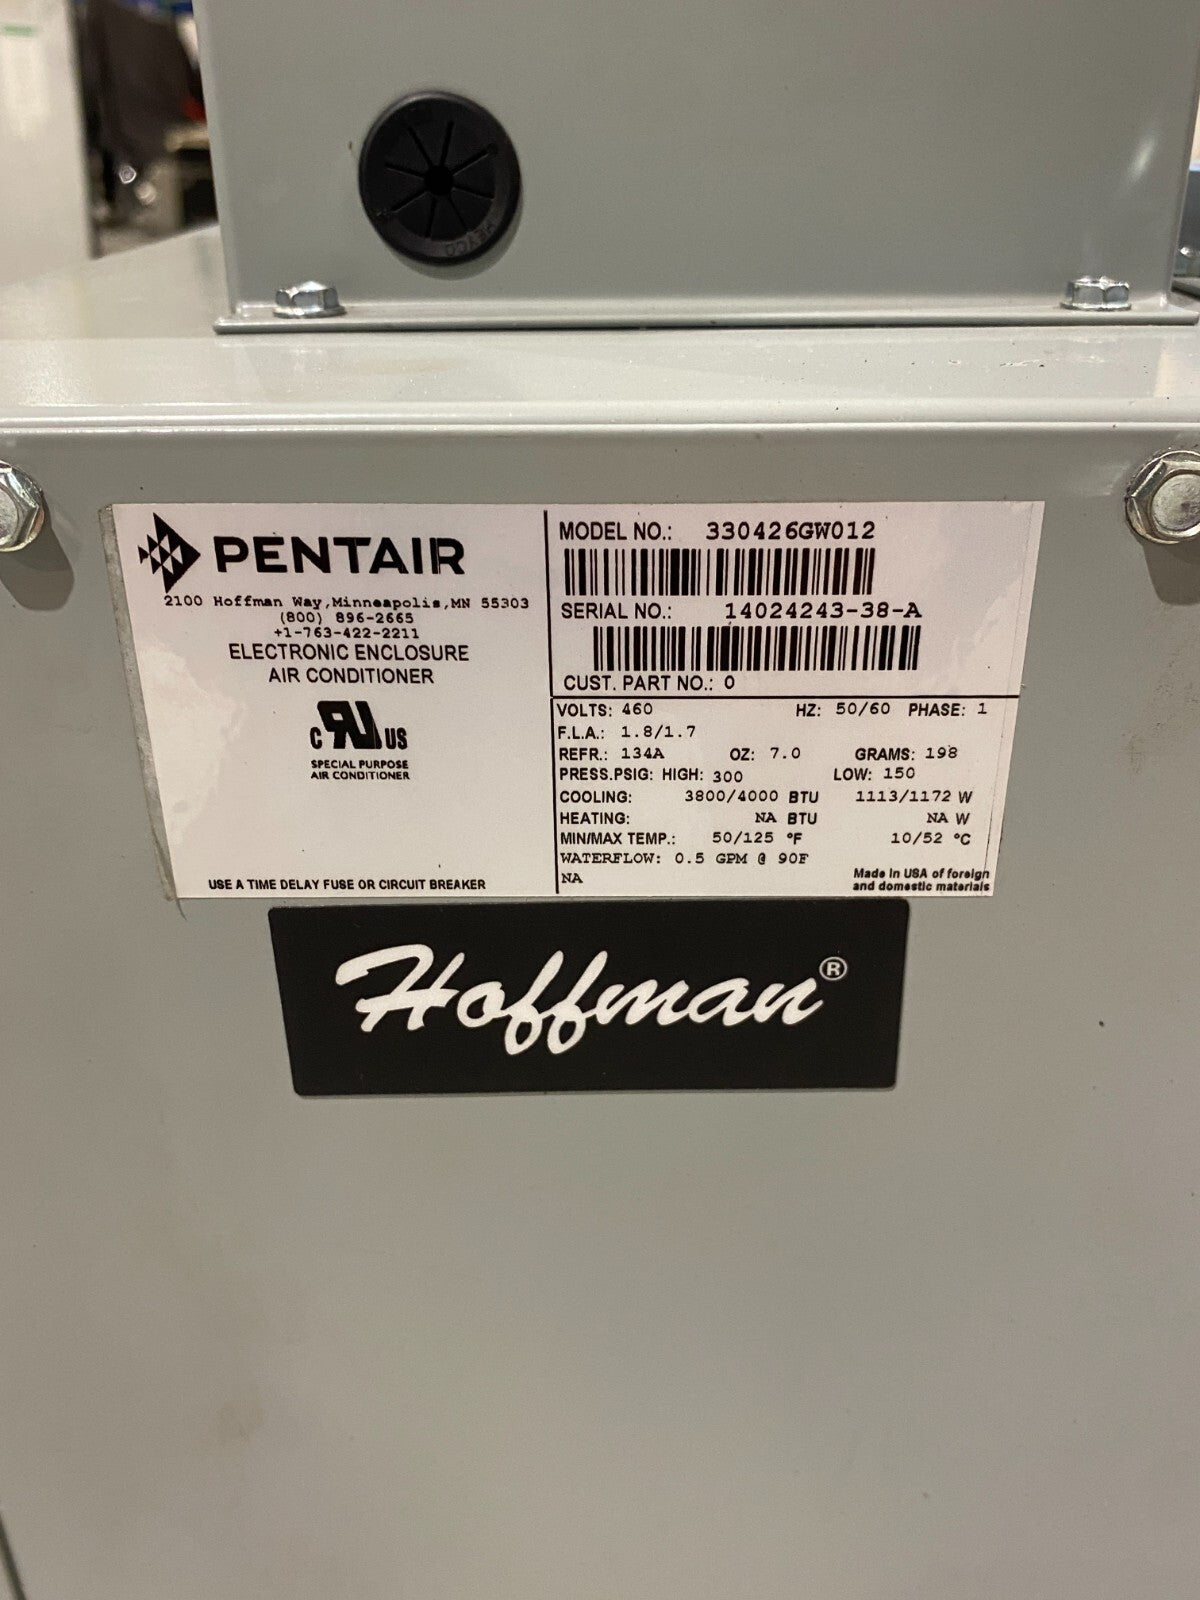 HEYCO
PENTAIR
2100 Hoffman Way,Minneapolis,MN 55303
(800) 896-2665
+1-763-422-2211
ELECTRONIC ENCLOSURE
AIR CONDITIONER
C RU US
SPECIAL PURPOSE
AIR CONDITIONER
USE A TIME DELAY FUSE OR CIRCUIT BREAKER
MODEL NO.: 330426GW012
SERIAL NO.: 14024243-38-A
CUST. PART NO.: 0
VOLTS: 460 HZ: 50/60 PHASE: 1
F.L.A.: 1.8/1.7
REFR.: 134A OZ: 7.0 GRAMS: 198
PRESS.PSIG: HIGH: 300 LOW: 150
COOLING: 3800/4000 BTU 1113/1172 W
HEATING: NA BTU NA W
MIN/MAX TEMP.: 50/125 °F 10/52 °C
WATERFLOW: 0.5 GPM @ 90F
NA
Made in USA of foreign
and domestic materials
Hoffman®